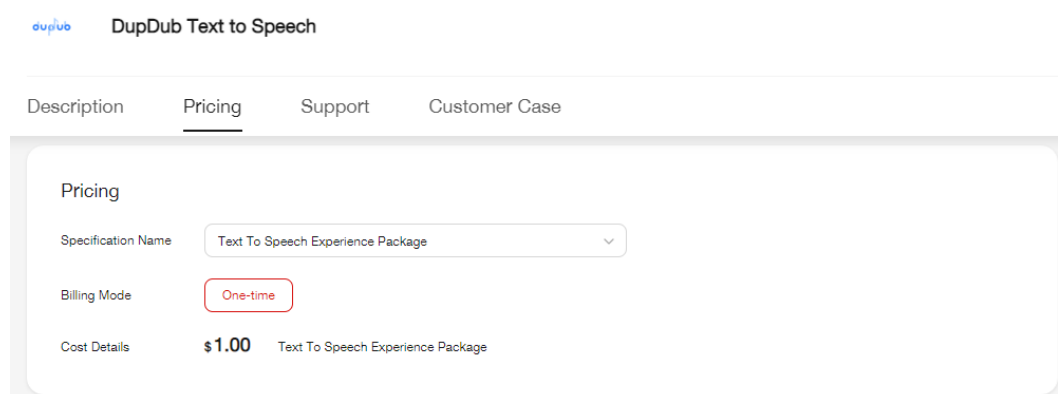 dupdub DupDub Text to Speech
Description Pricing Support Customer Case
Pricing
Specification Name Text To Speech Experience Package
Billing Mode One-time
Cost Details $1.00 Text To Speech Experience Package